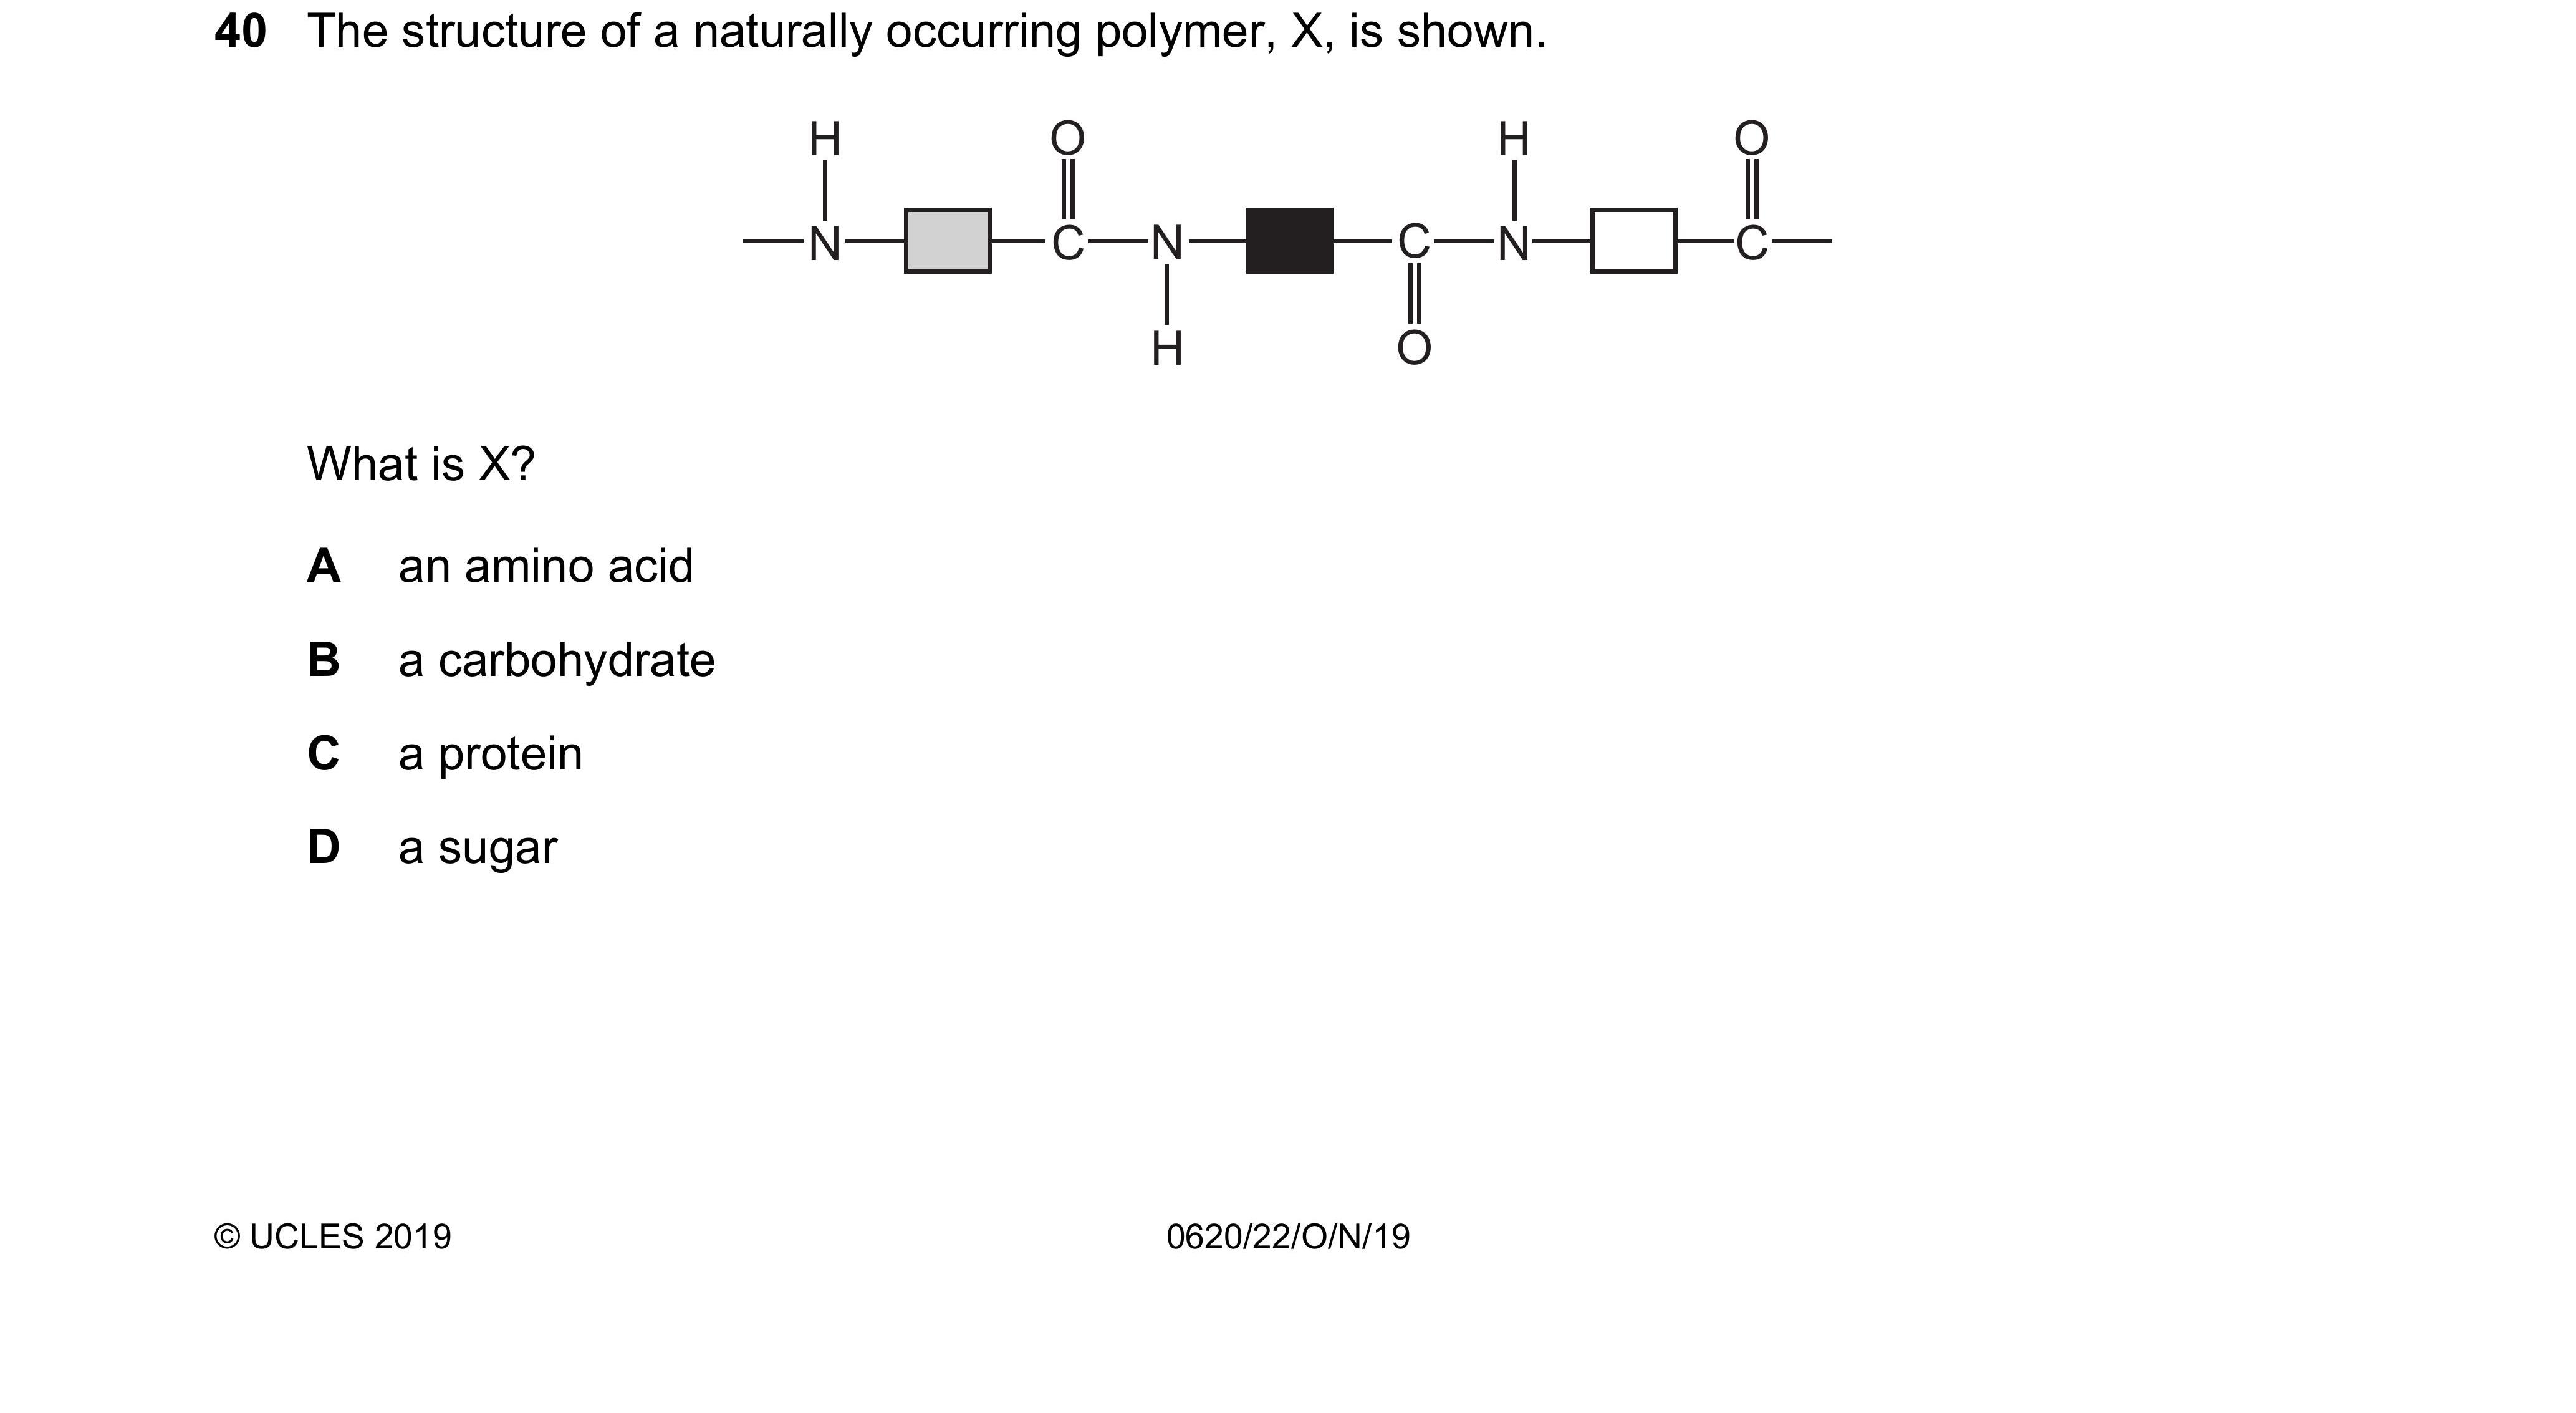 40 The structure of a naturally occurring polymer, X, is shown.
H O H O
N C N C N C
H O
What is X?
A an amino acid
B a carbohydrate
C a protein
D a sugar
© UCLES 2019 0620/22/O/N/19